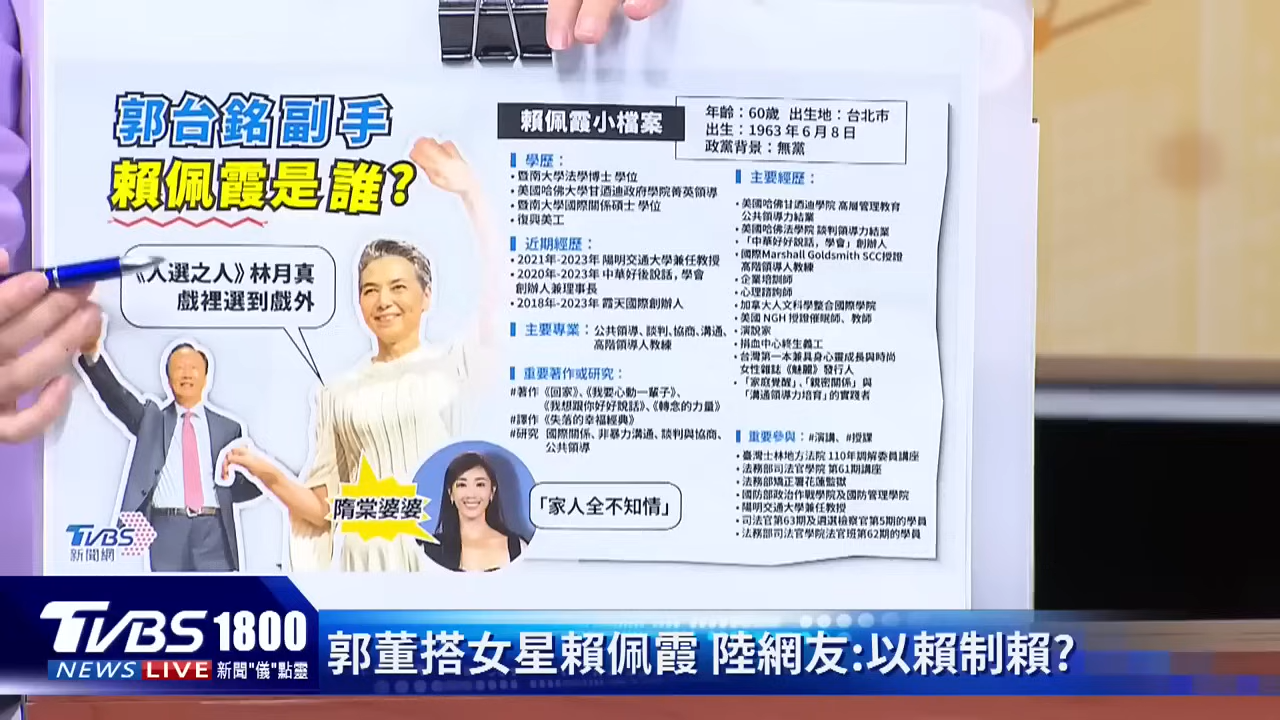 郭台銘副手
賴佩霞是誰?
《人選之人》林月真
戲裡選到戲外
隋棠婆婆
「家人全不知情」
TVBS
新聞網
賴佩霞小檔案
年齡：60歲 出生地：台北市
出生：1963 年 6 月 8 日
政黨背景：無黨
學歷：
• 暨南大學法學博士 學位
• 美國哈佛大學甘迺迪政府學院菁英領導
• 暨南大學國際關係碩士 學位
• 復興美工
近期經歷：
• 2021年-2023年 陽明交通大學兼任教授
• 2020年-2023年 中華好後說話，學會
創辦人兼理事長
• 2018年-2023年 霞天國際創辦人
主要專業：公共領導、談判、協商、溝通、
高階領導人教練
重要著作或研究：
#著作《回家》、《我要心動一輩子》、
《我想跟你好好說話》、《轉念的力量》
#譯作《失落的幸福經典》
#研究 國際關係、非暴力溝通、談判與協商、
公共領導
主要經歷：
• 美國哈佛甘迺迪學院 高層管理教育
公共領導力結業
• 美國哈佛法學院 談判領導力結業
• 「中華好好說話，學會」創辦人
• 國際Marshall Goldsmith SCC授證
高階領導人教練
• 企業培訓師
• 心理諮詢師
• 加拿大人文科學整合國際學院
• 美國 NGH 授證催眠師、教師
• 演說家
• 捐血中心終生義工
• 台灣第一本兼具身心靈成長與時尚
女性雜誌《魅麗》發行人
• 「家庭覺醒」、「親密關係」與
「溝通領導力培育」的實踐者
重要參與：#演講、#授課
• 臺灣士林地方法院 110年調解委員講座
• 法務部司法官學院 第61期講座
• 法務部矯正署花蓮監獄
• 國防部政治作戰學院及國防管理學院
• 陽明交通大學兼任教授
• 司法官第63期及遴選檢察官第5期的學員
• 法務部司法官學院法官班第62期的學員
TVBS 1800
NEWS LIVE 新聞"儀"點靈
郭董搭女星賴佩霞 陸網友:以賴制賴?